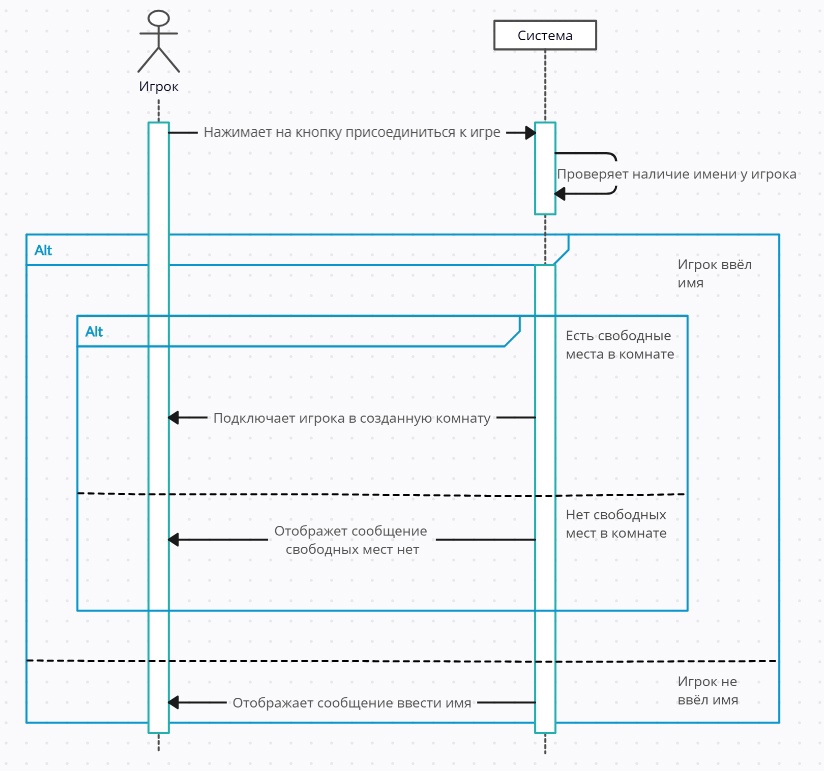 Игрок
Система
Нажимает на кнопку присоединиться к игре
Проверяет наличие имени у игрока
Alt
Игрок ввёл
имя
Alt
Есть свободные
места в комнате
Подключает игрока в созданную комнату
Нет свободных
мест в комнате
Отображет сообщение
свободных мест нет
Игрок не
ввёл имя
Отображает сообщение ввести имя